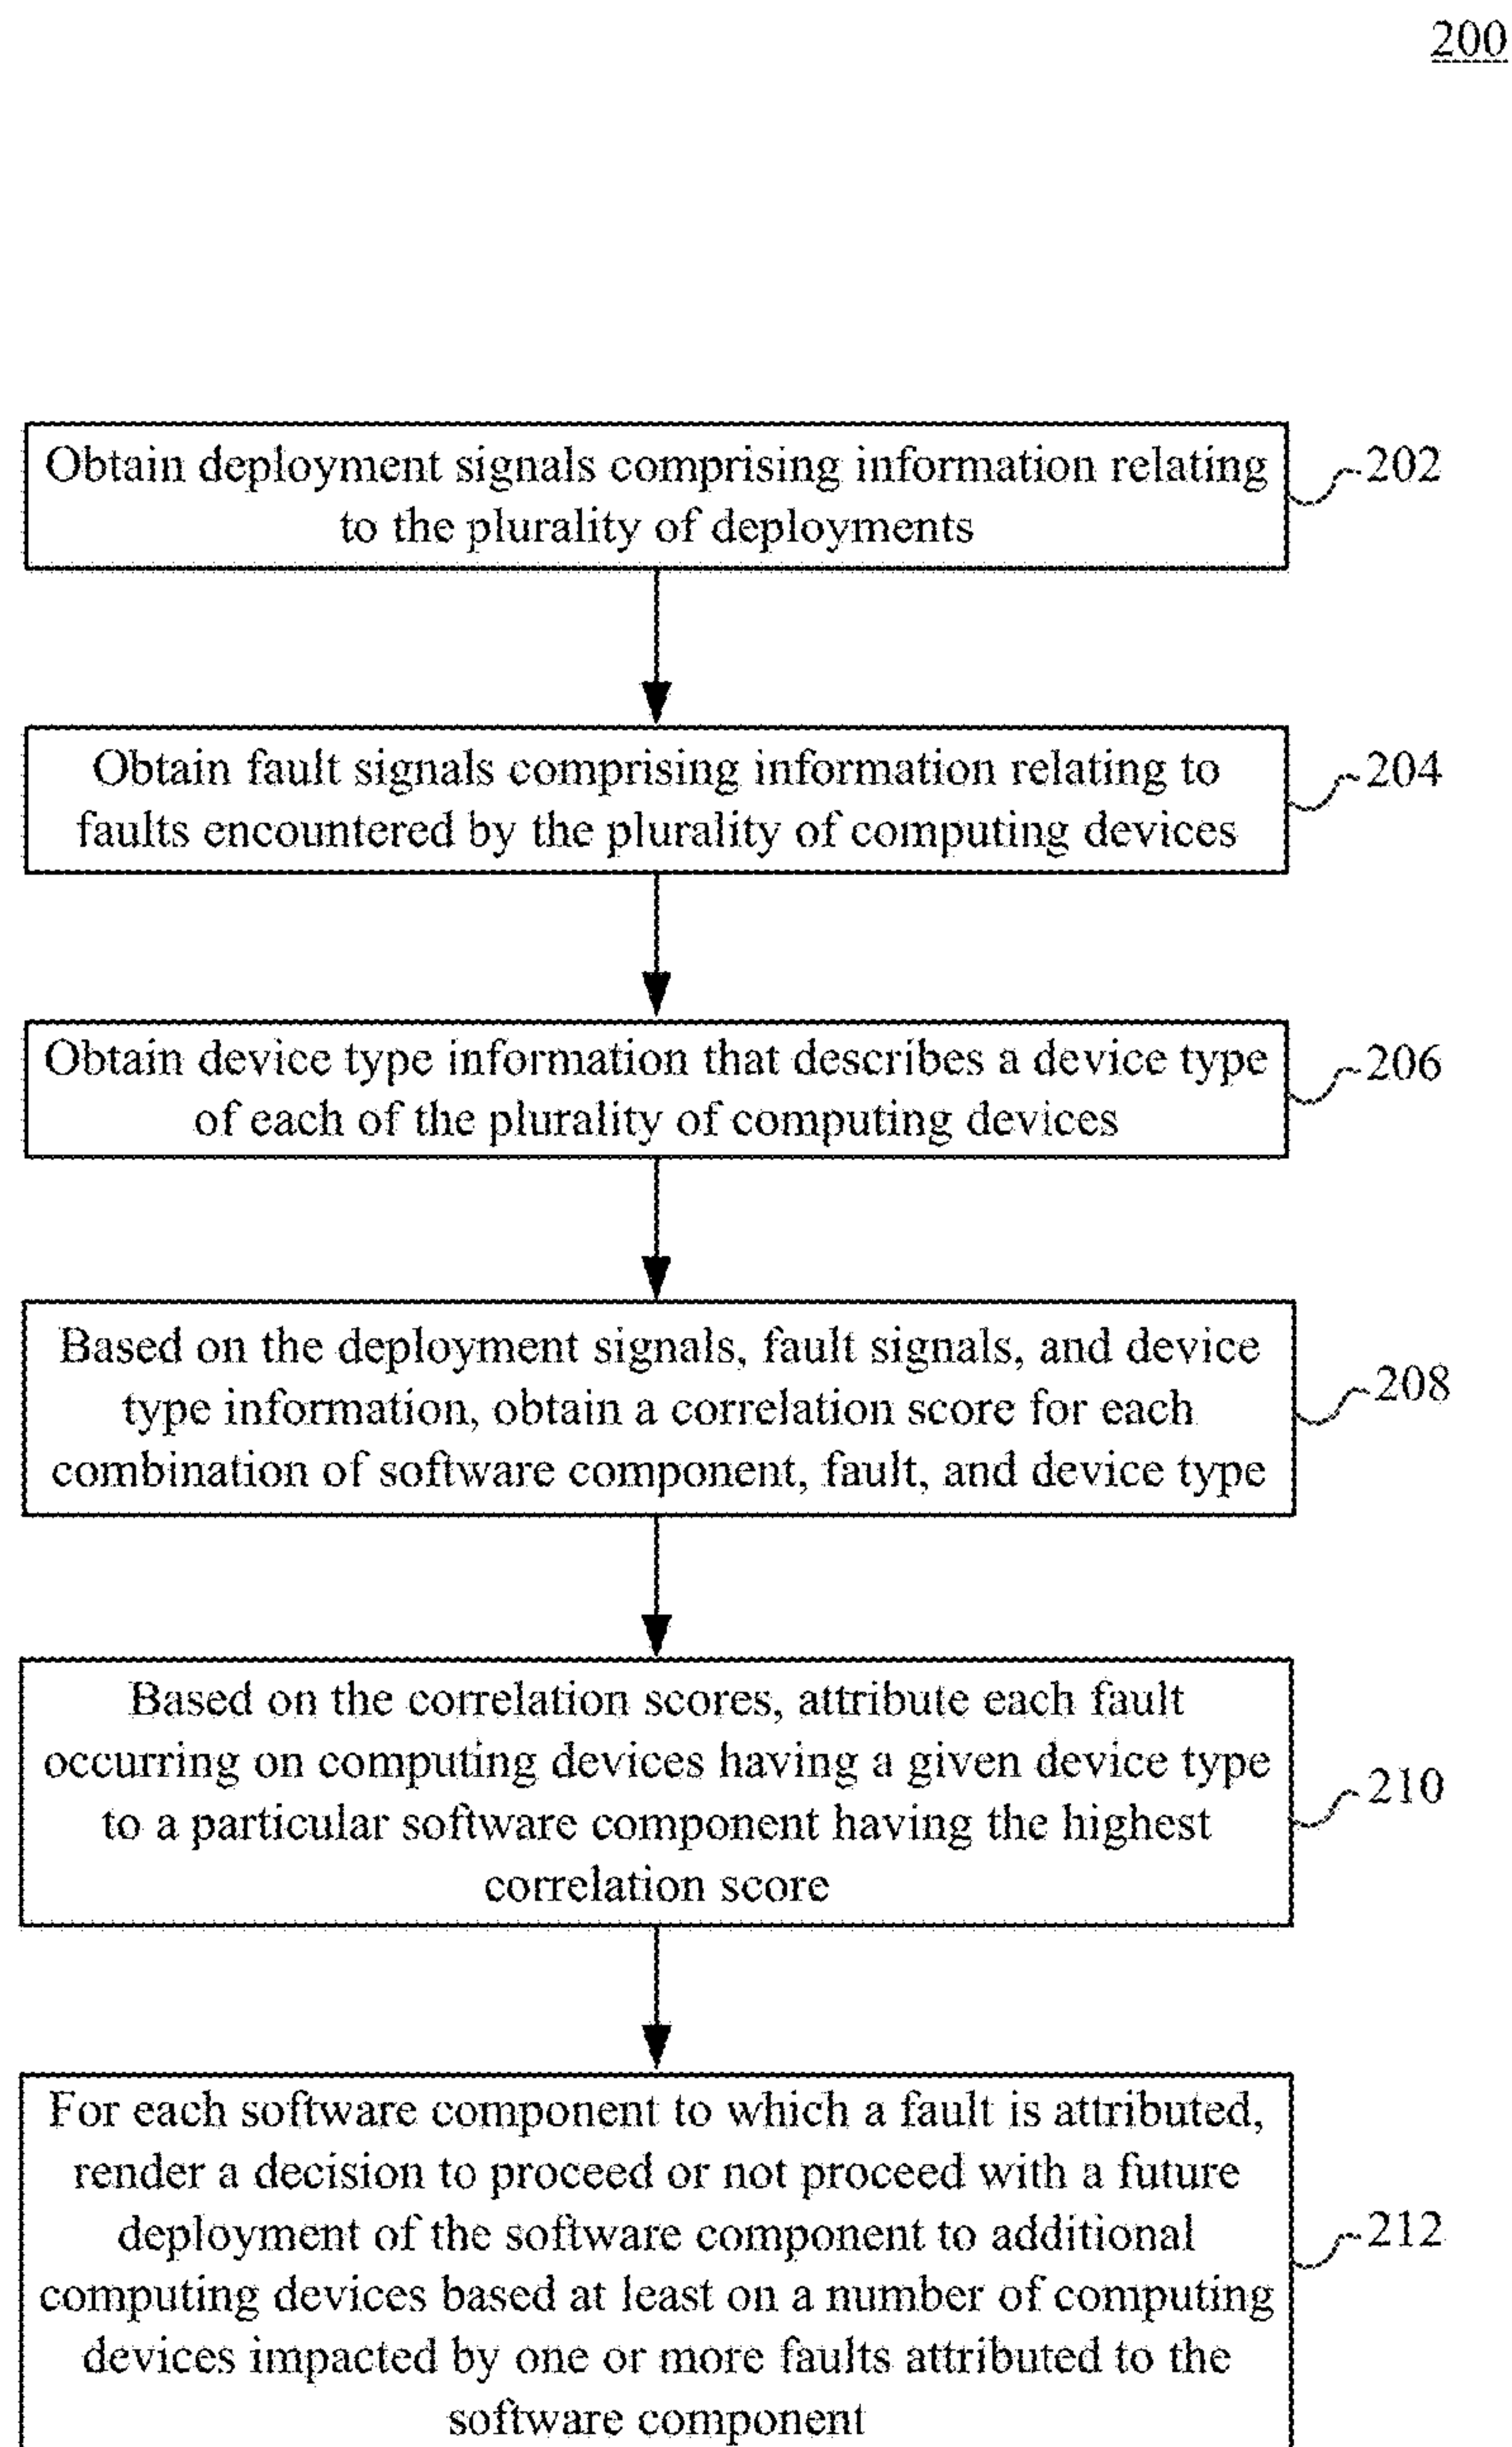 200
Obtain deployment signals comprising information relating
to the plurality of deployments
202
Obtain fault signals comprising information relating to
faults encountered by the plurality of computing devices
204
Obtain device type information that describes a device type
of each of the plurality of computing devices
206
Based on the deployment signals, fault signals, and device
type information, obtain a correlation score for each
combination of software component, fault, and device type
208
Based on the correlation scores, attribute each fault
occurring on computing devices having a given device type
to a particular software component having the highest
correlation score
210
For each software component to which a fault is attributed,
render a decision to proceed or not proceed with a future
deployment of the software component to additional
computing devices based at least on a number of computing
devices impacted by one or more faults attributed to the
software component
212